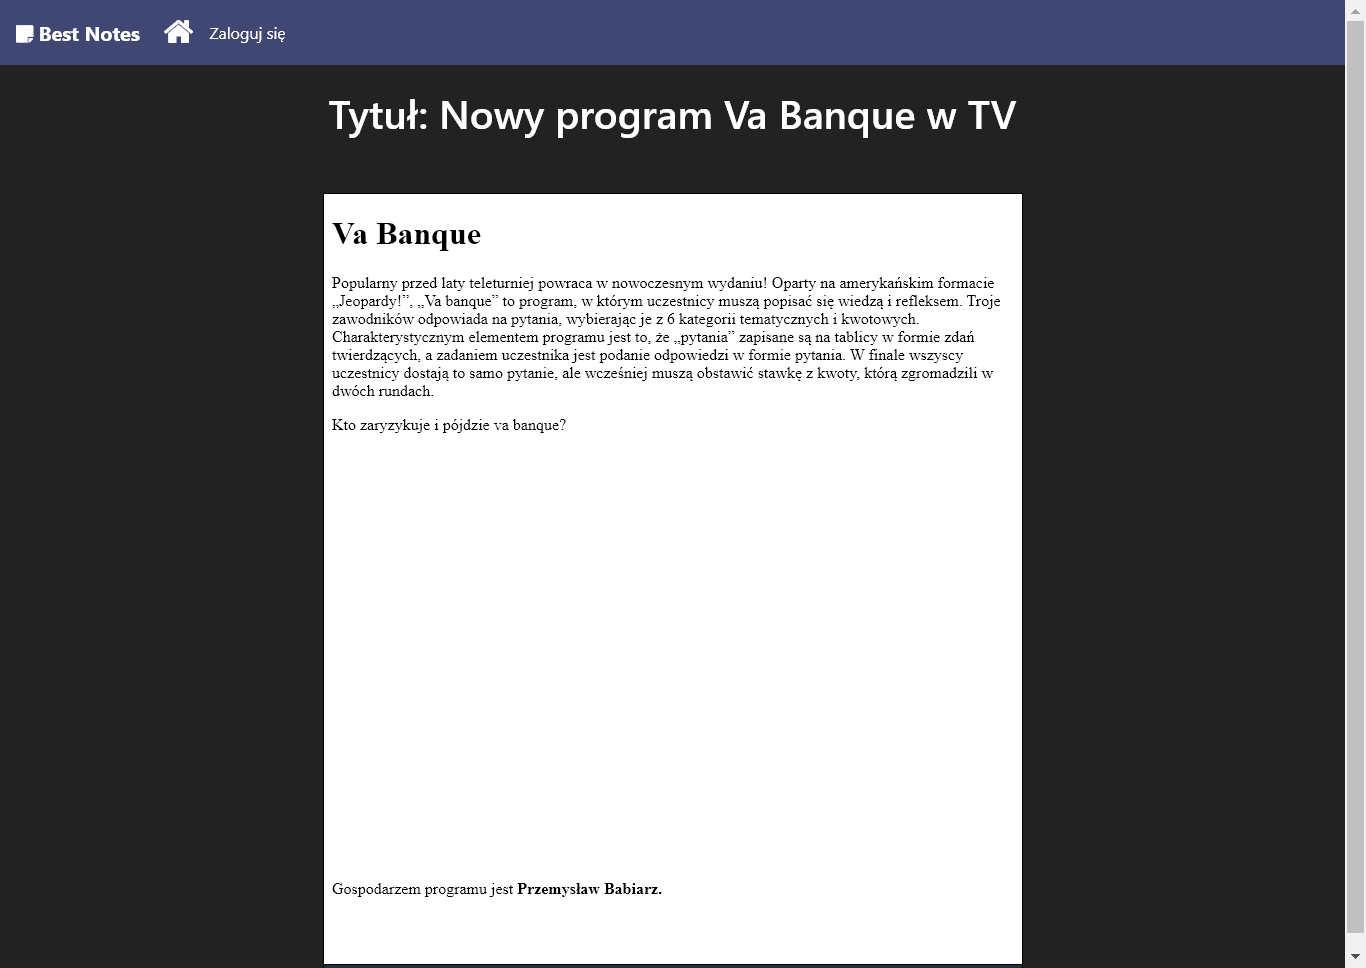 Best Notes
Zaloguj się
Tytuł: Nowy program Va Banque w TV
Va Banque
Popularny przed laty teleturniej powraca w nowoczesnym wydaniu! Oparty na amerykańskim formacie
„Jeopardy!”, „Va banque” to program, w którym uczestnicy muszą popisać się wiedzą i refleksem. Troje
zawodników odpowiada na pytania, wybierając je z 6 kategorii tematycznych i kwotowych.
Charakterystycznym elementem programu jest to, że „pytania” zapisane są na tablicy w formie zdań
twierdzących, a zadaniem uczestnika jest podanie odpowiedzi w formie pytania. W finale wszyscy
uczestnicy dostają to samo pytanie, ale wcześniej muszą obstawić stawkę z kwoty, którą zgromadzili w
dwóch rundach.
Kto zaryzykuje i pójdzie va banque?
Gospodarzem programu jest Przemysław Babiarz.